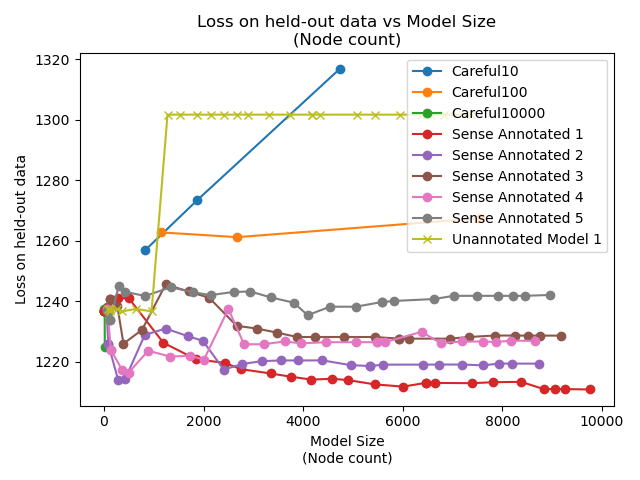 Loss on held-out data vs Model Size
(Node count)
Loss on held-out data
1320
1300
1280
1260
1240
1220
0
2000
4000
6000
8000
10000
Model Size
(Node count)
Careful10
Careful100
Careful10000
Sense Annotated 1
Sense Annotated 2
Sense Annotated 3
Sense Annotated 4
Sense Annotated 5
Unannotated Model 1